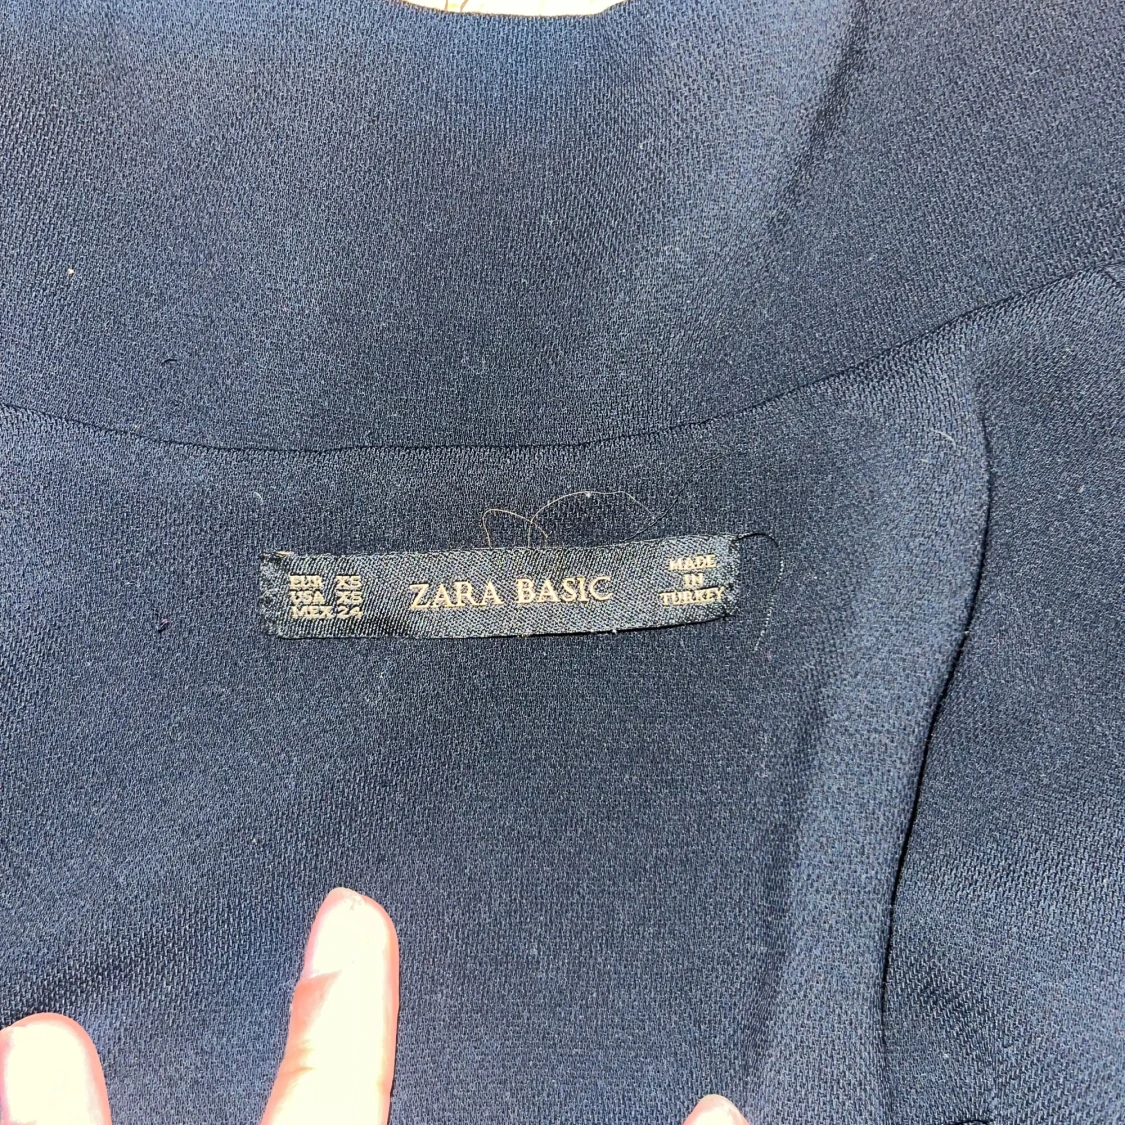 EUR XS
USA XS
MEX 24
ZARA BASIC
MADE
IN
TURKEY